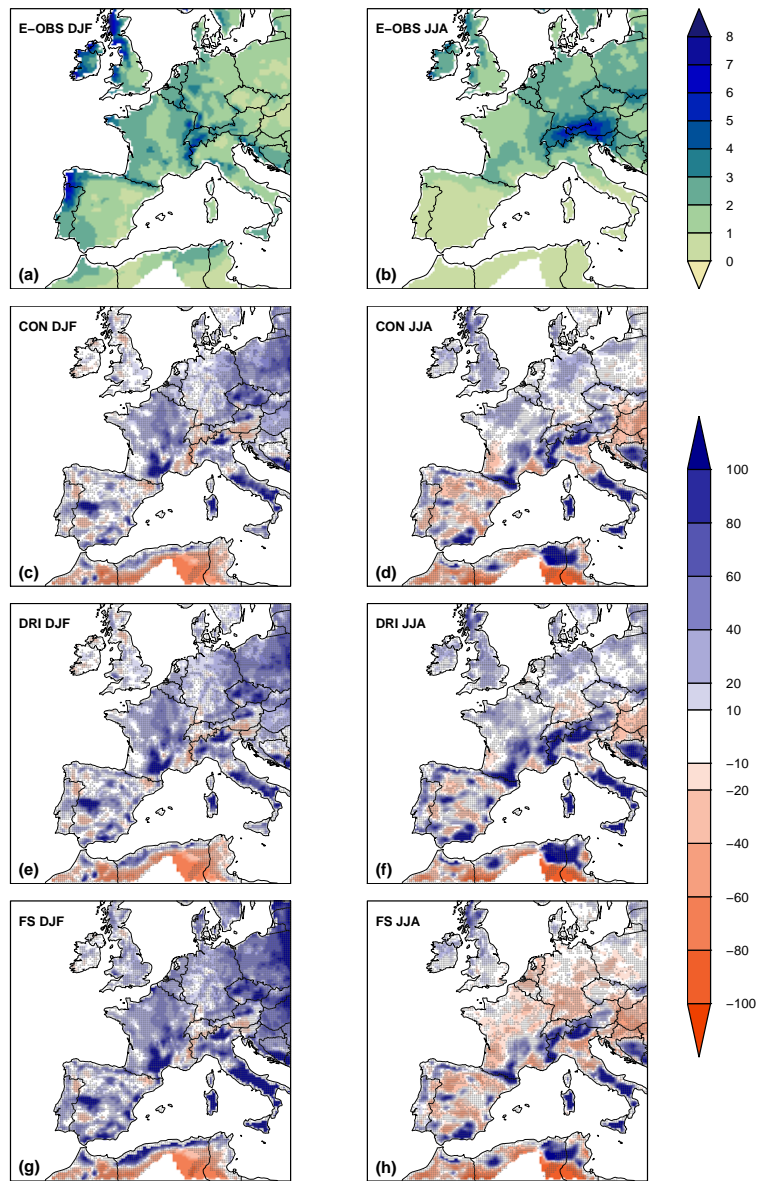 E−OBS DJF
(a)
E−OBS JJA
(b)
8
7
6
5
4
3
2
1
0
CON DJF
(c)
CON JJA
(d)
DRI DJF
(e)
DRI JJA
(f)
FS DJF
(g)
FS JJA
(h)
100
80
60
40
20
10
−10
−20
−40
−60
−80
−100